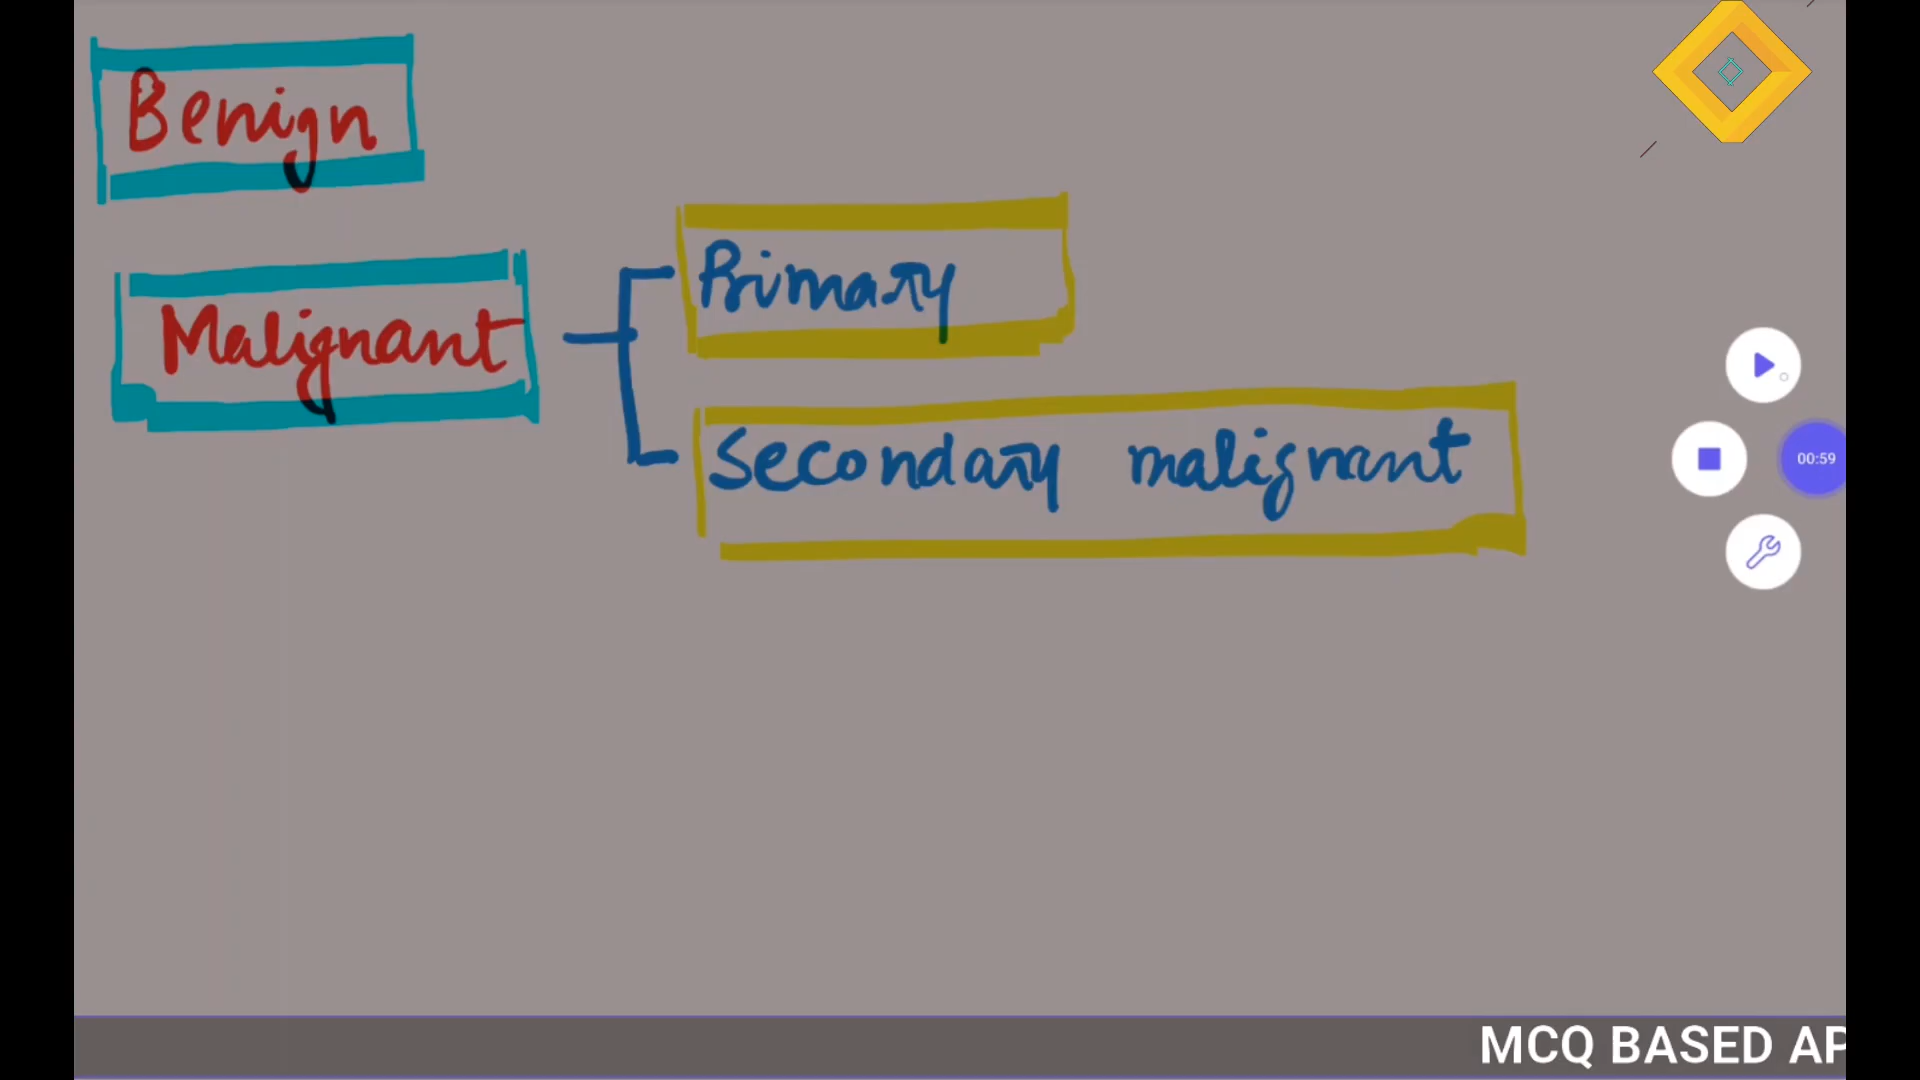 Benign
Malignant
Primary
Secondary malignant
00:59
MCQ BASED AP